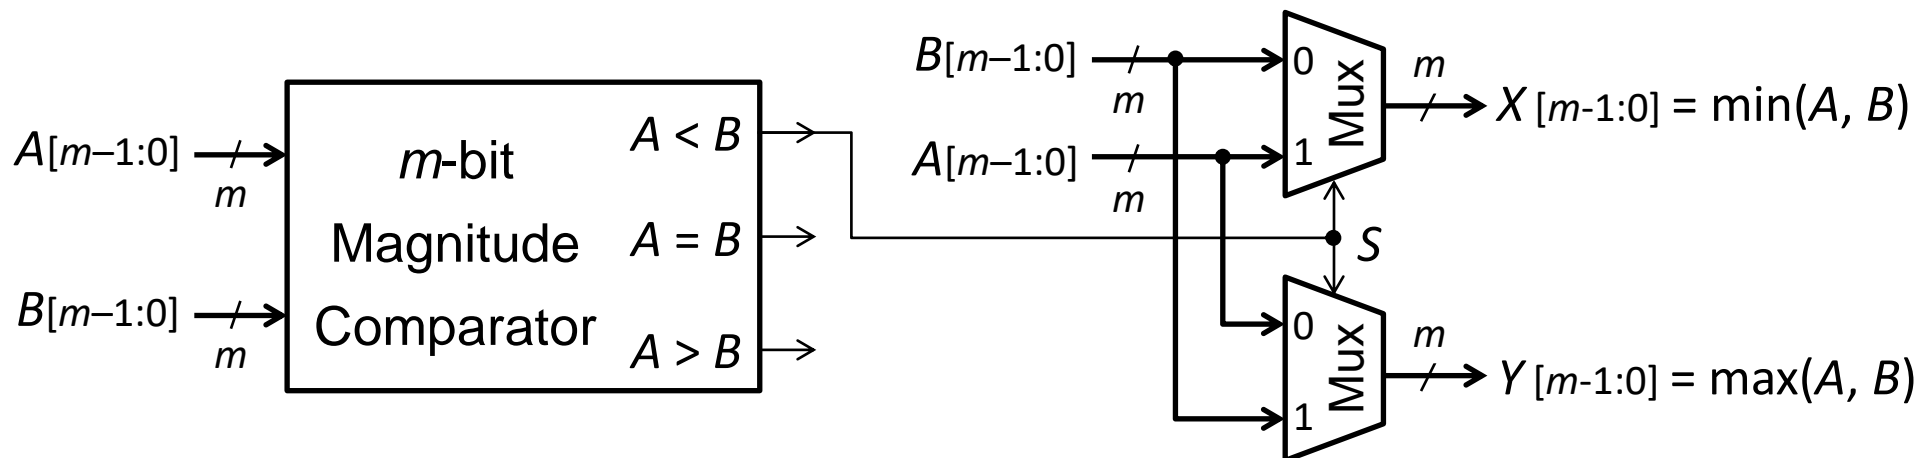 A[m–1:0]
m
B[m–1:0]
m
m-bit
Magnitude
Comparator
A < B
A = B
A > B
B[m–1:0]
m
A[m–1:0]
m
0
1
Mux
m
X [m-1:0] = min(A, B)
S
0
1
Mux
m
Y [m-1:0] = max(A, B)